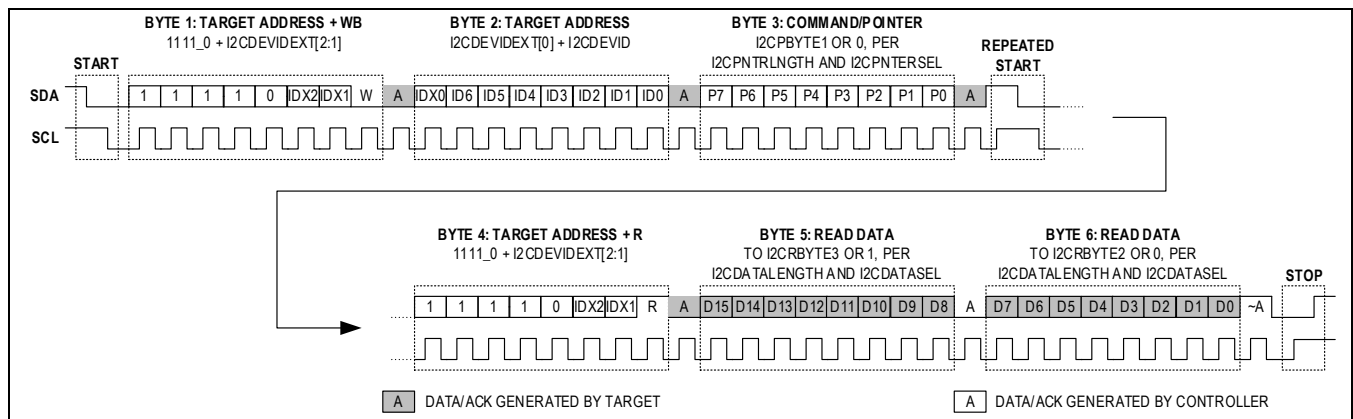 BYTE 1: TARGET ADDRESS + WB
1111_0 + I2CDEVIDEXT[2:1]
BYTE 2: TARGET ADDRESS
I2CDEVIDEXT[0] + I2CDEVID
BYTE 3: COMMAND/POINTER
I2CPBYTE1 OR 0, PER
I2CPNTRLNGTH AND I2CPNTERSEL
START
REPEATED
START
SDA 1 1 1 1 0 IDX2 IDX1 W A IDX0 ID6 ID5 ID4 ID3 ID2 ID1 ID0 A P7 P6 P5 P4 P3 P2 P1 P0 A
SCL
BYTE 4: TARGET ADDRESS + R
1111_0 + I2CDEVIDEXT[2:1]
BYTE 5: READ DATA
TO I2CRBYTE3 OR 1, PER
I2CDATALENGTH AND I2CDATASEL
BYTE 6: READ DATA
TO I2CRBYTE2 OR 0, PER
I2CDATALENGTH AND I2CDATASEL
STOP
1 1 1 1 0 IDX2 IDX1 R A D15 D14 D13 D12 D11 D10 D9 D8 A D7 D6 D5 D4 D3 D2 D1 D0 ~A
A DATA/ACK GENERATED BY TARGET
A DATA/ACK GENERATED BY CONTROLLER